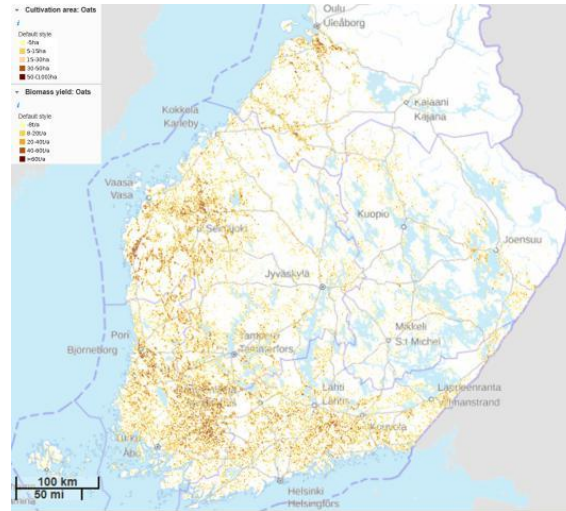 Cultivation area: Oats
i
Default style
-5ha
5-15ha
15-30ha
30-50ha
50-(100)ha
Biomass yield: Oats
i
Default style
-8t/a
8-20t/a
20-40t/a
40-60t/a
>60t/a
Oulu
Uleåborg
Kajaani
Kajana
Kokkola
Karleby
Vaasa
Vasa
Seinäjoki
Kuopio
Joensuu
Jyväskylä
Pori
Björneborg
Tampere
Tammerfors
Mikkeli
S:t Michel
Lahti
Lahtis
Lappeenranta
Villmanstrand
Kouvola
Turku
Åbo
Helsinki
Helsingfors
100 km
50 mi